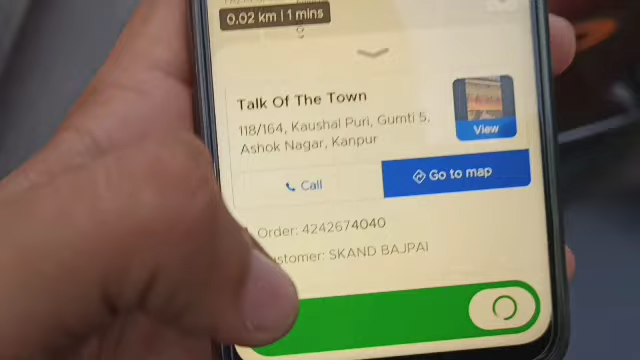 0.02 km | 1 mins
Talk Of The Town
118/164, Kaushal Puri, Gumti 5,
Ashok Nagar, Kanpur
View
Call
Go to map
Order: 4242674040
stomer: SKAND BAJPAI